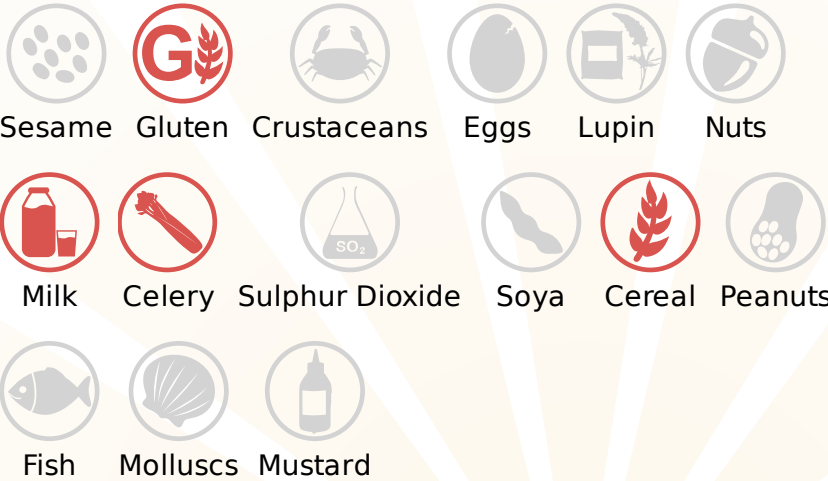 G
Sesame Gluten Crustaceans Eggs Lupin Nuts
SO₂
Milk Celery Sulphur Dioxide Soya Cereal Peanuts
Fish Molluscs Mustard